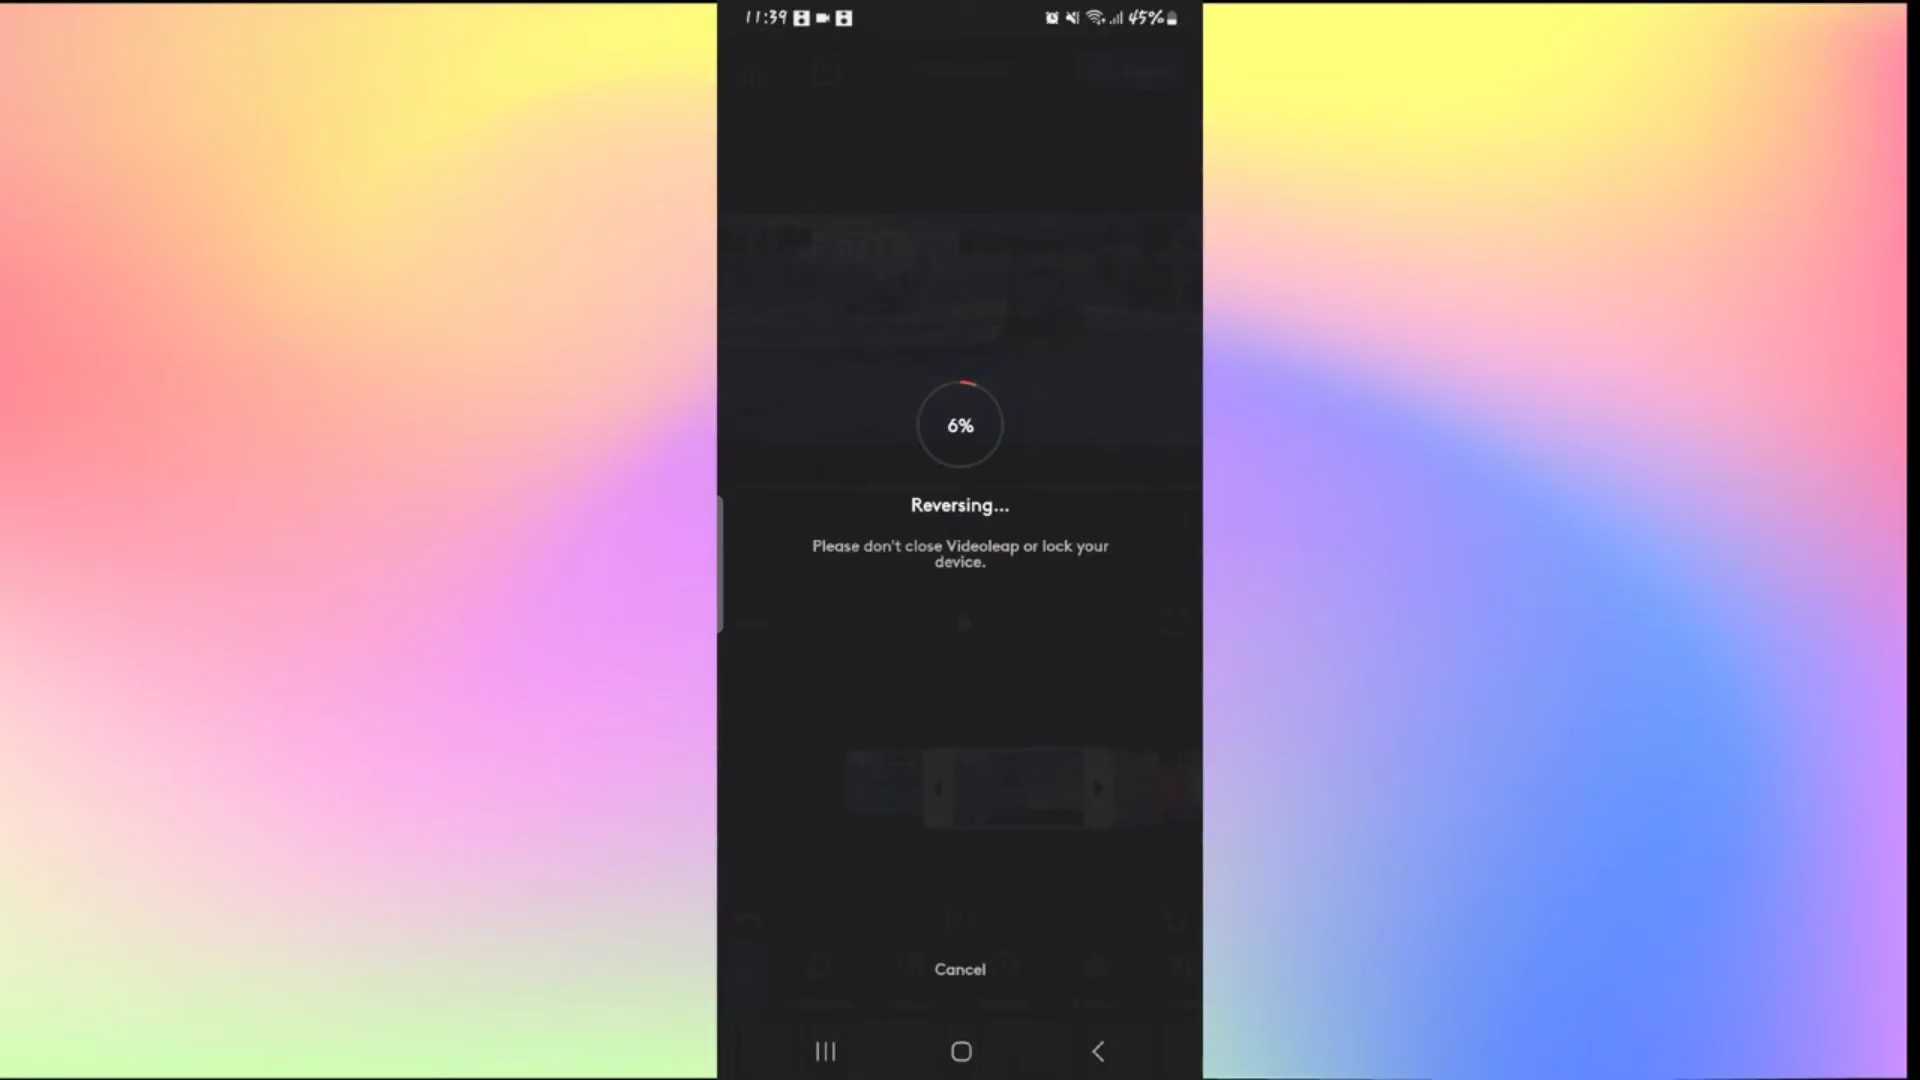 11:39
45%
6%
Reversing...
Please don't close Videoleap or lock your
device.
Cancel